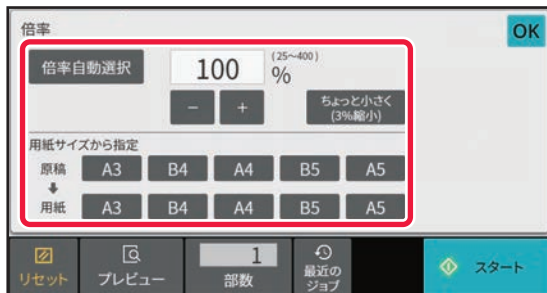 倍率
OK
倍率自動選択
100
(25~400)
%
－
+
ちょっと小さく
(3%縮小)
用紙サイズから指定
原稿 A3 B4 A4 B5 A5
用紙 A3 B4 A4 B5 A5
リセット
プレビュー
1
部数
最近の
ジョブ
スタート